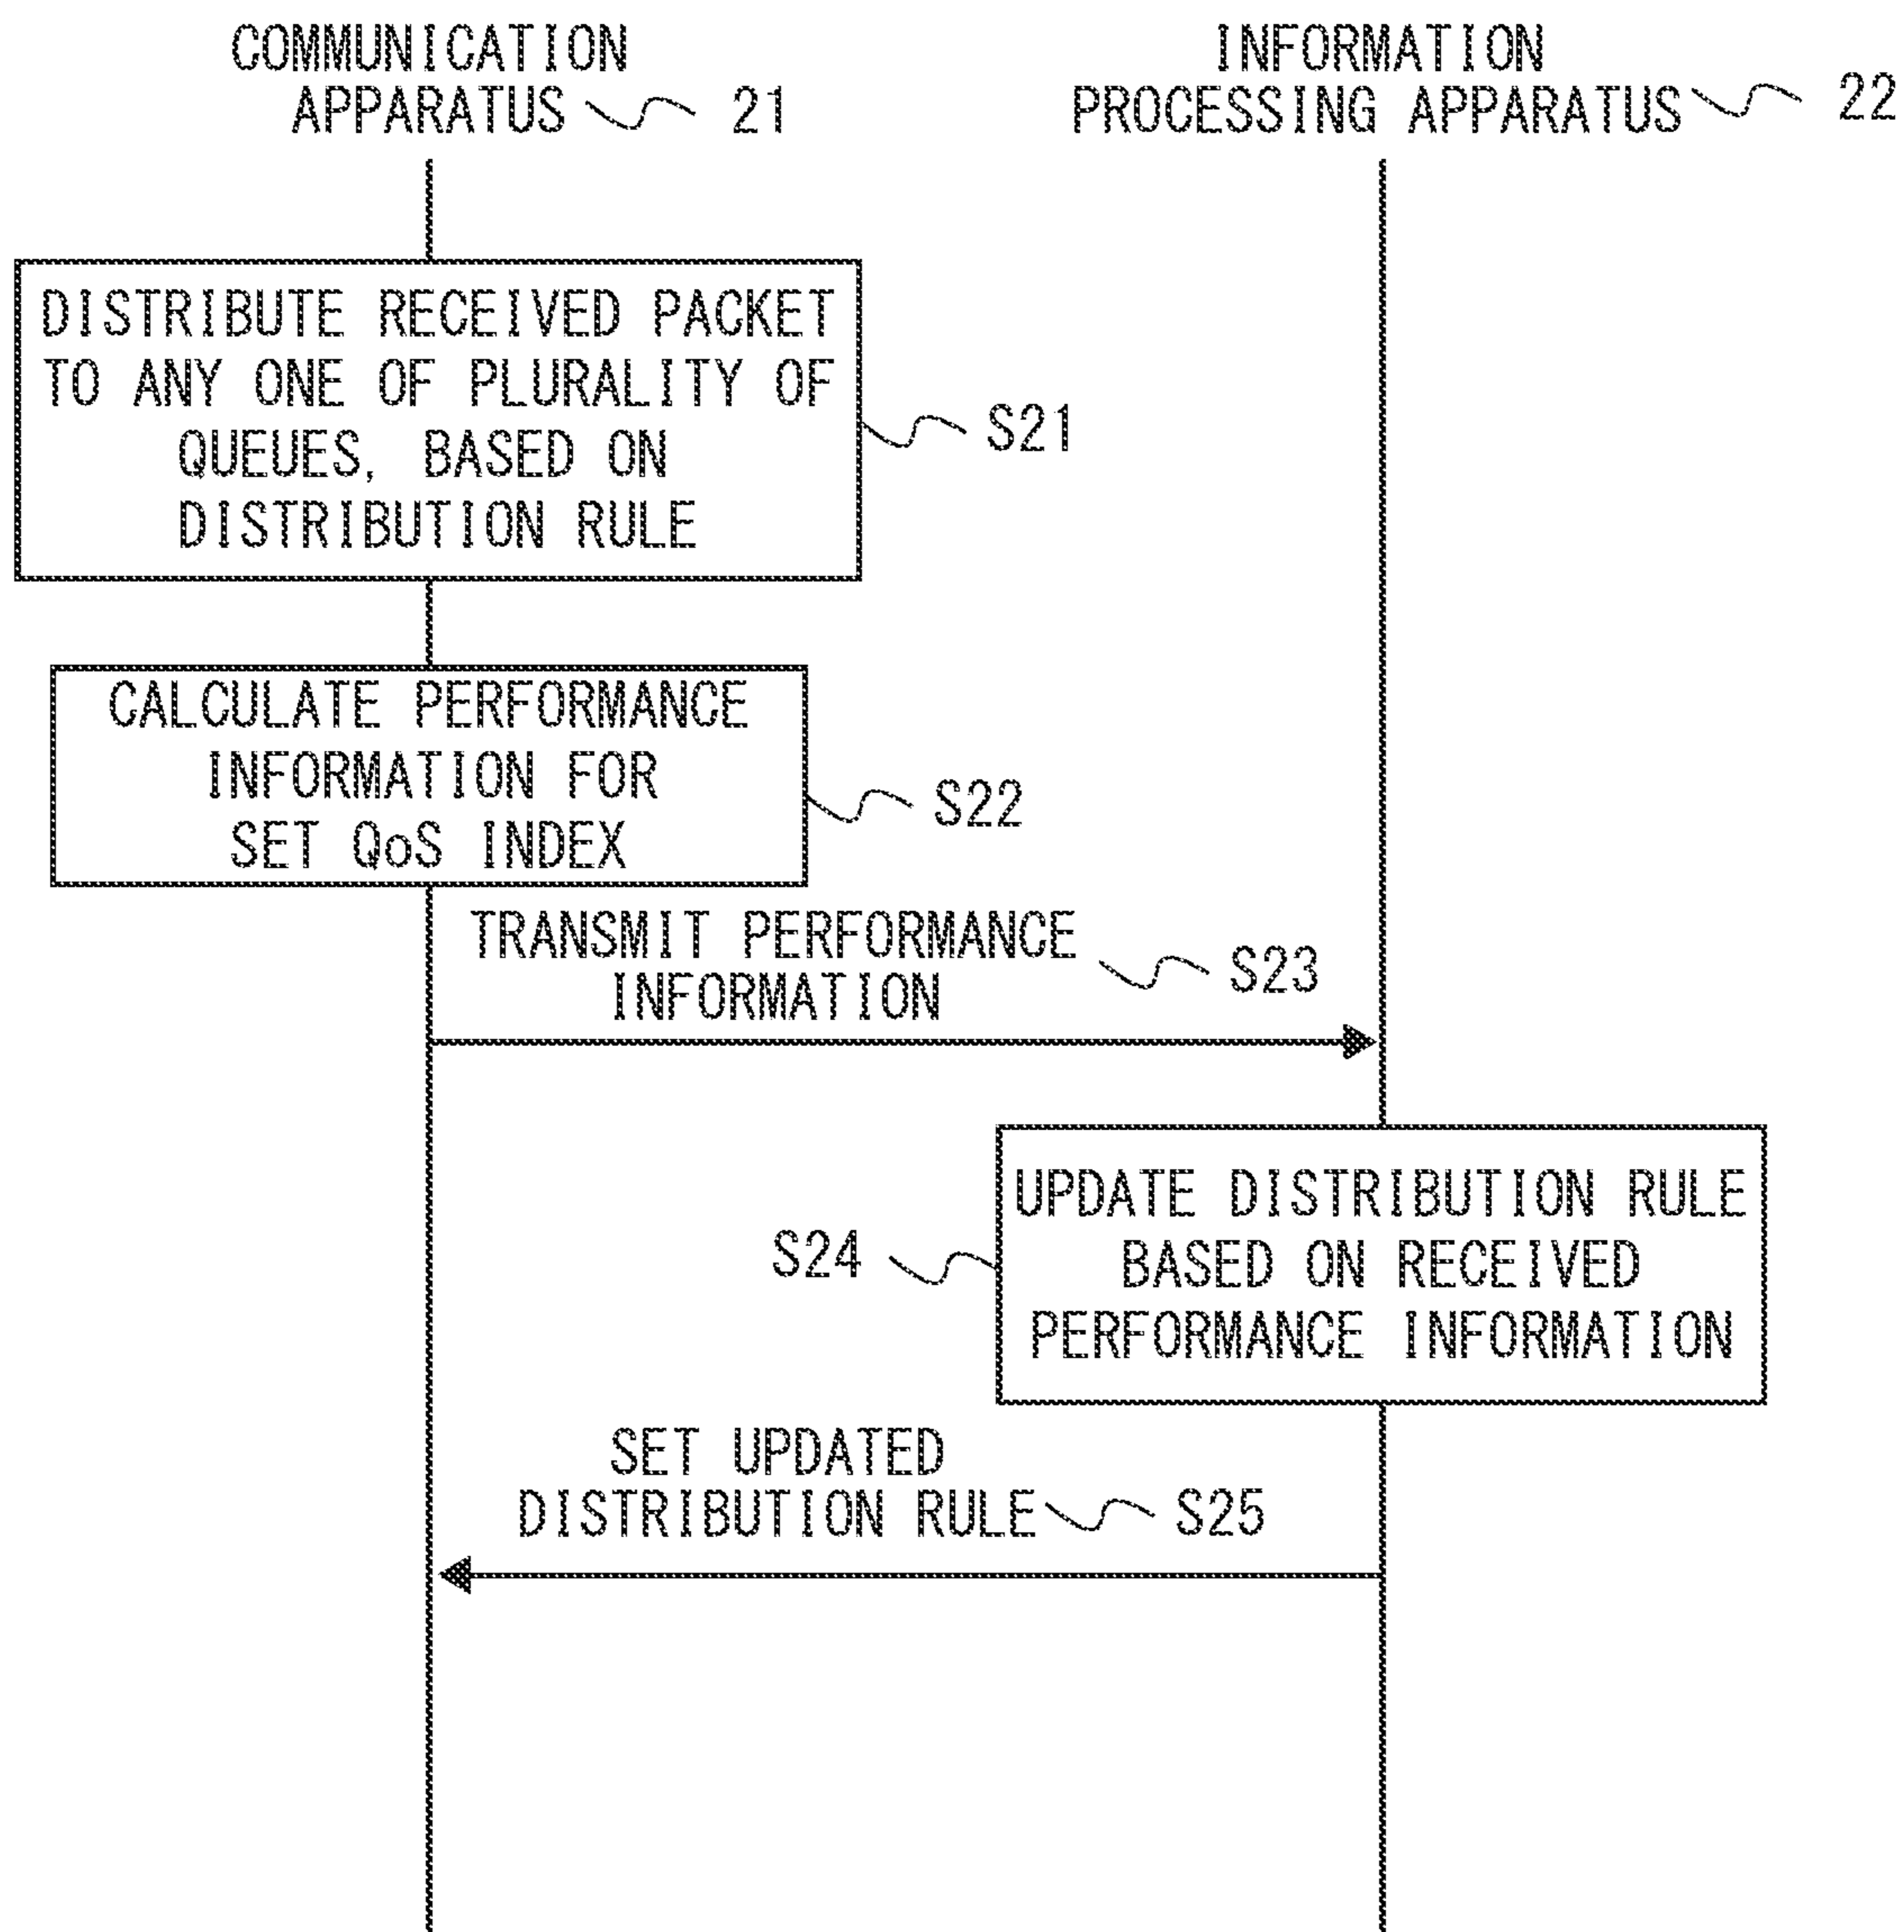 COMMUNICATION
APPARATUS 21
INFORMATION
PROCESSING APPARATUS 22
DISTRIBUTE RECEIVED PACKET
TO ANY ONE OF PLURALITY OF
QUEUES, BASED ON
DISTRIBUTION RULE
S21
CALCULATE PERFORMANCE
INFORMATION FOR
SET QoS INDEX
S22
TRANSMIT PERFORMANCE
INFORMATION
S23
UPDATE DISTRIBUTION RULE
BASED ON RECEIVED
PERFORMANCE INFORMATION
S24
SET UPDATED
DISTRIBUTION RULE
S25